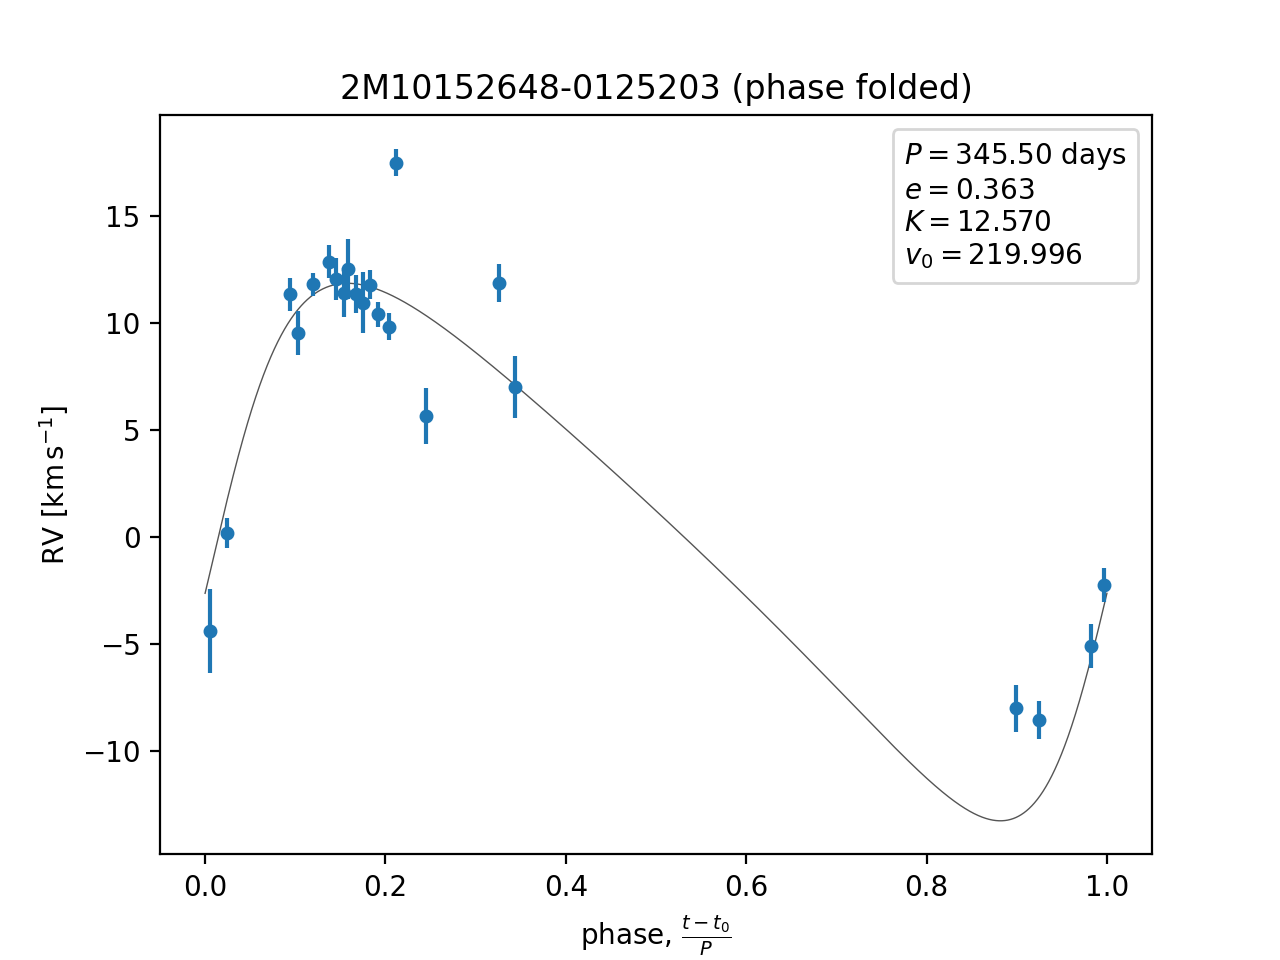 2M10152648-0125203 (phase folded)
P = 345.50 days
e = 0.363
K = 12.570
v₀ = 219.996
15
10
5
0
−5
−10
RV [km s⁻¹]
0.0 0.2 0.4 0.6 0.8 1.0
phase, (t − t₀)/P